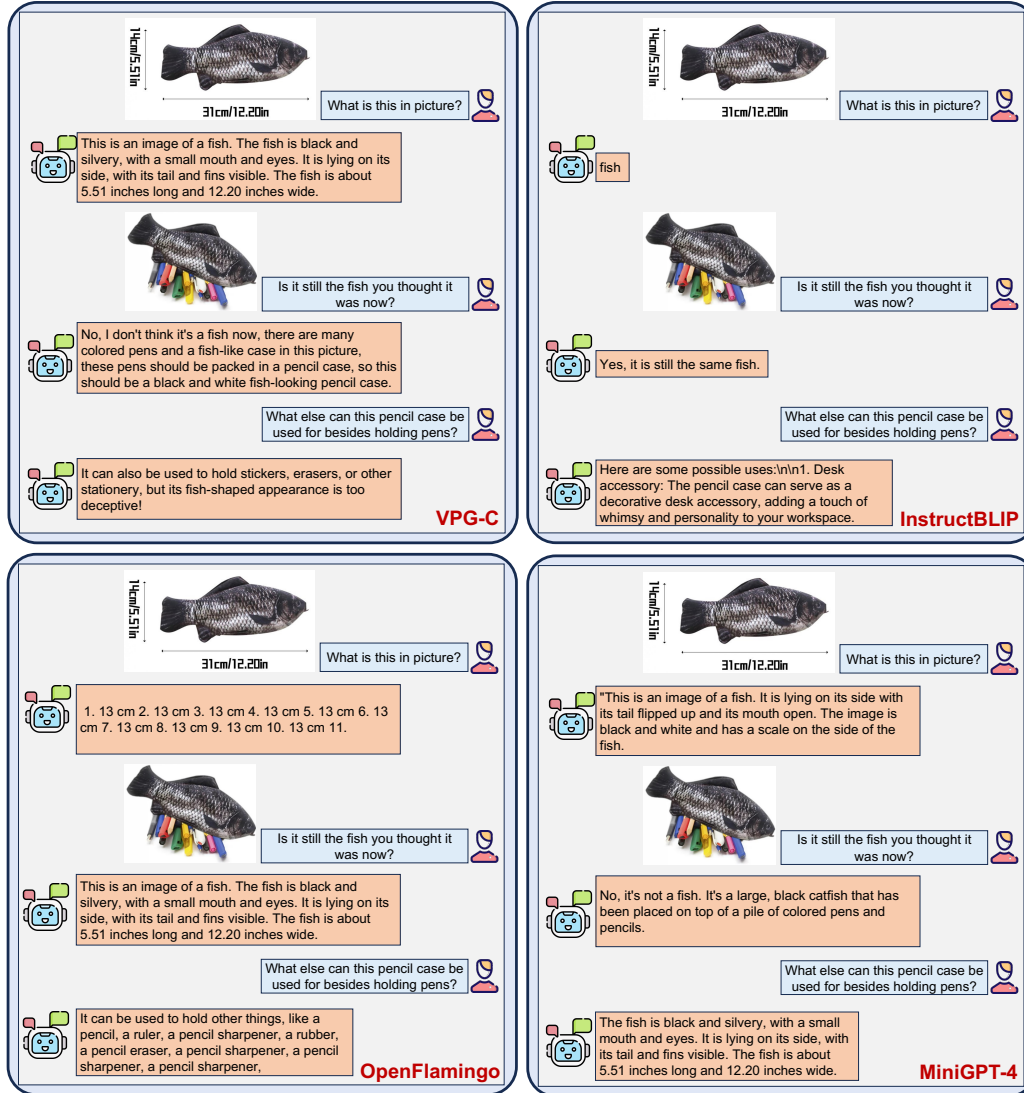 14cm/5.51in
31cm/12.20in
What is this in picture?
This is an image of a fish. The fish is black and
silvery, with a small mouth and eyes. It is lying on its
side, with its tail and fins visible. The fish is about
5.51 inches long and 12.20 inches wide.
Is it still the fish you thought it
was now?
No, I don't think it's a fish now, there are many
colored pens and a fish-like case in this picture,
these pens should be packed in a pencil case, so this
should be a black and white fish-looking pencil case.
What else can this pencil case be
used for besides holding pens?
It can also be used to hold stickers, erasers, or other
stationery, but its fish-shaped appearance is too
deceptive!
VPG-C
14cm/5.51in
31cm/12.20in
What is this in picture?
fish
Is it still the fish you thought it
was now?
Yes, it is still the same fish.
What else can this pencil case be
used for besides holding pens?
Here are some possible uses:\n\n1. Desk
accessory: The pencil case can serve as a
decorative desk accessory, adding a touch of
whimsy and personality to your workspace.
InstructBLIP
14cm/5.51in
31cm/12.20in
What is this in picture?
1. 13 cm 2. 13 cm 3. 13 cm 4. 13 cm 5. 13 cm 6. 13
cm 7. 13 cm 8. 13 cm 9. 13 cm 10. 13 cm 11.
Is it still the fish you thought it
was now?
This is an image of a fish. The fish is black and
silvery, with a small mouth and eyes. It is lying on its
side, with its tail and fins visible. The fish is about
5.51 inches long and 12.20 inches wide.
What else can this pencil case be
used for besides holding pens?
It can be used to hold other things, like a
pencil, a ruler, a pencil sharpener, a rubber,
a pencil eraser, a pencil sharpener, a pencil
sharpener, a pencil sharpener,
OpenFlamingo
14cm/5.51in
31cm/12.20in
What is this in picture?
"This is an image of a fish. It is lying on its side with
its tail flipped up and its mouth open. The image is
black and white and has a scale on the side of the
fish.
Is it still the fish you thought it
was now?
No, it's not a fish. It's a large, black catfish that has
been placed on top of a pile of colored pens and
pencils.
What else can this pencil case be
used for besides holding pens?
The fish is black and silvery, with a small
mouth and eyes. It is lying on its side, with
its tail and fins visible. The fish is about
5.51 inches long and 12.20 inches wide.
MiniGPT-4